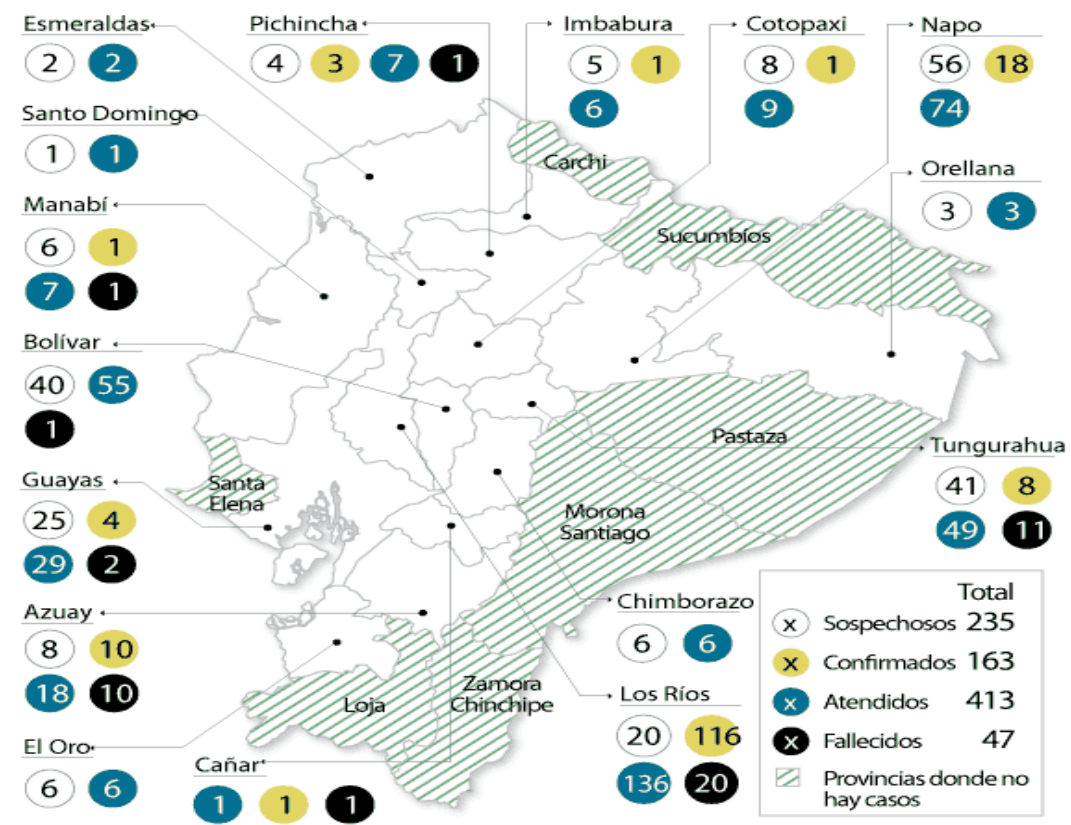 Esmeraldas
2 2
Pichincha
4 3 7 1
Imbabura
5 1
6
Cotopaxi
8 1
9
Napo
56 18
74
Santo Domingo
1 1
Orellana
3 3
Manabí
6 1
7 1
Bolívar
40 55
1
Guayas
25 4
29 2
Azuay
8 10
18 10
El Oro
6 6
Cañar
1 1 1
Carchi
Sucumbíos
Pastaza
Santa
Elena
Morona
Santiago
Loja
Zamora
Chinchipe
Tungurahua
41 8
49 11
Chimborazo
6 6
Los Ríos
20 116
136 20
Total
x Sospechosos 235
x Confirmados 163
x Atendidos 413
x Fallecidos 47
Provincias donde no
hay casos